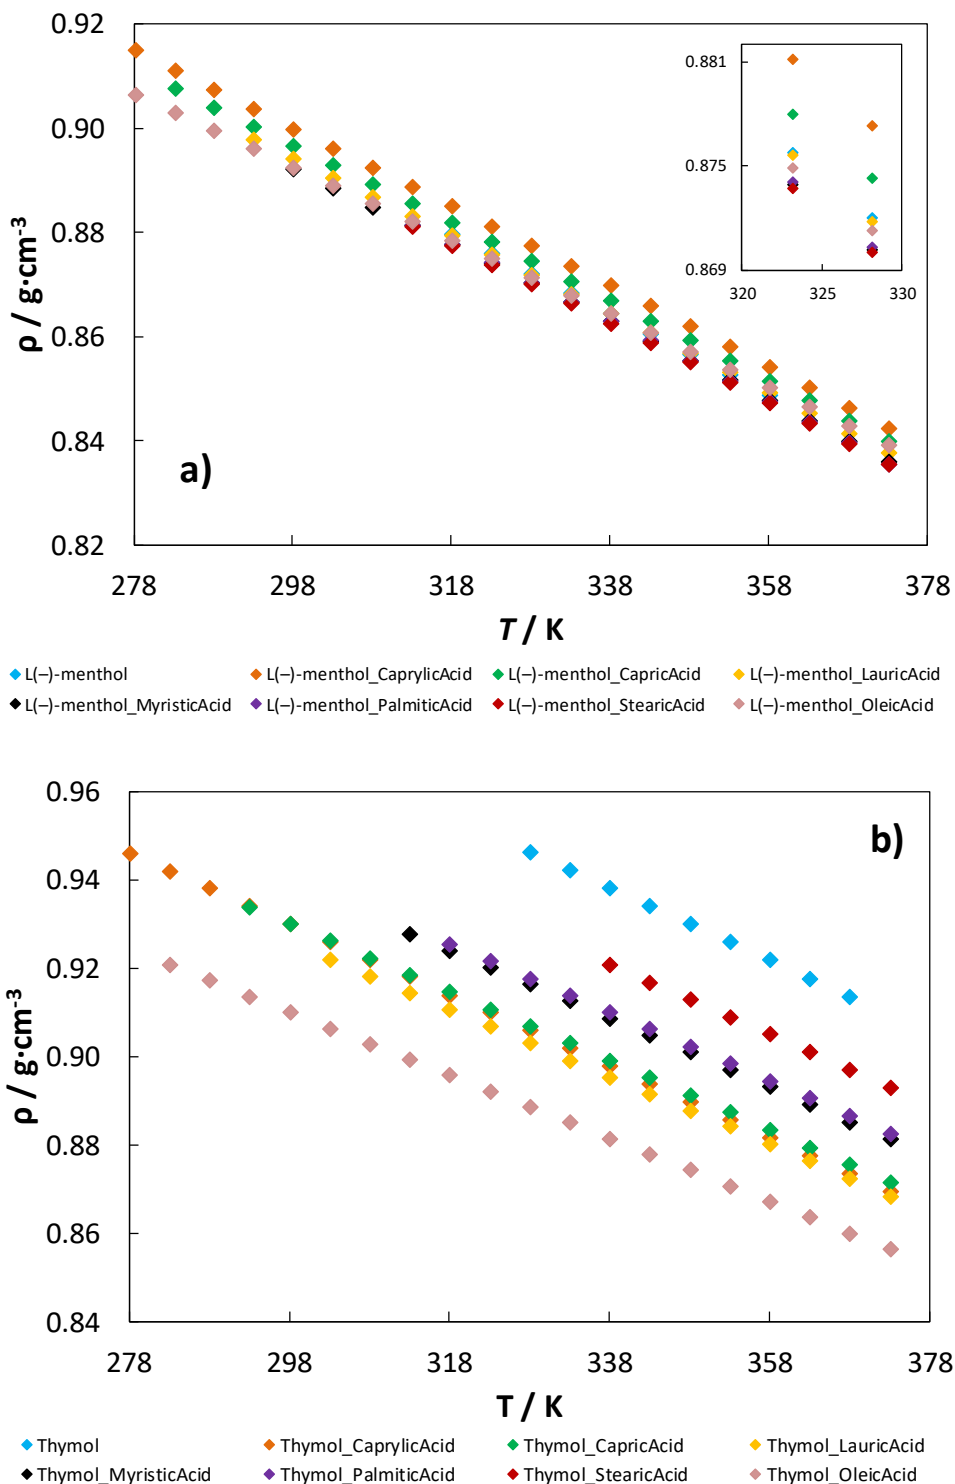 0.92
0.90
0.88
0.86
0.84
0.82
ρ / g·cm⁻³
0.881
0.875
0.869
320 325 330
a)
278 298 318 338 358 378
T / K
L(–)-menthol L(–)-menthol_CaprylicAcid L(–)-menthol_CapricAcid L(–)-menthol_LauricAcid
L(–)-menthol_MyristicAcid L(–)-menthol_PalmiticAcid L(–)-menthol_StearicAcid L(–)-menthol_OleicAcid
0.96
0.94
0.92
0.90
0.88
0.86
0.84
ρ / g·cm⁻³
b)
278 298 318 338 358 378
T / K
Thymol Thymol_CaprylicAcid Thymol_CapricAcid Thymol_LauricAcid
Thymol_MyristicAcid Thymol_PalmiticAcid Thymol_StearicAcid Thymol_OleicAcid